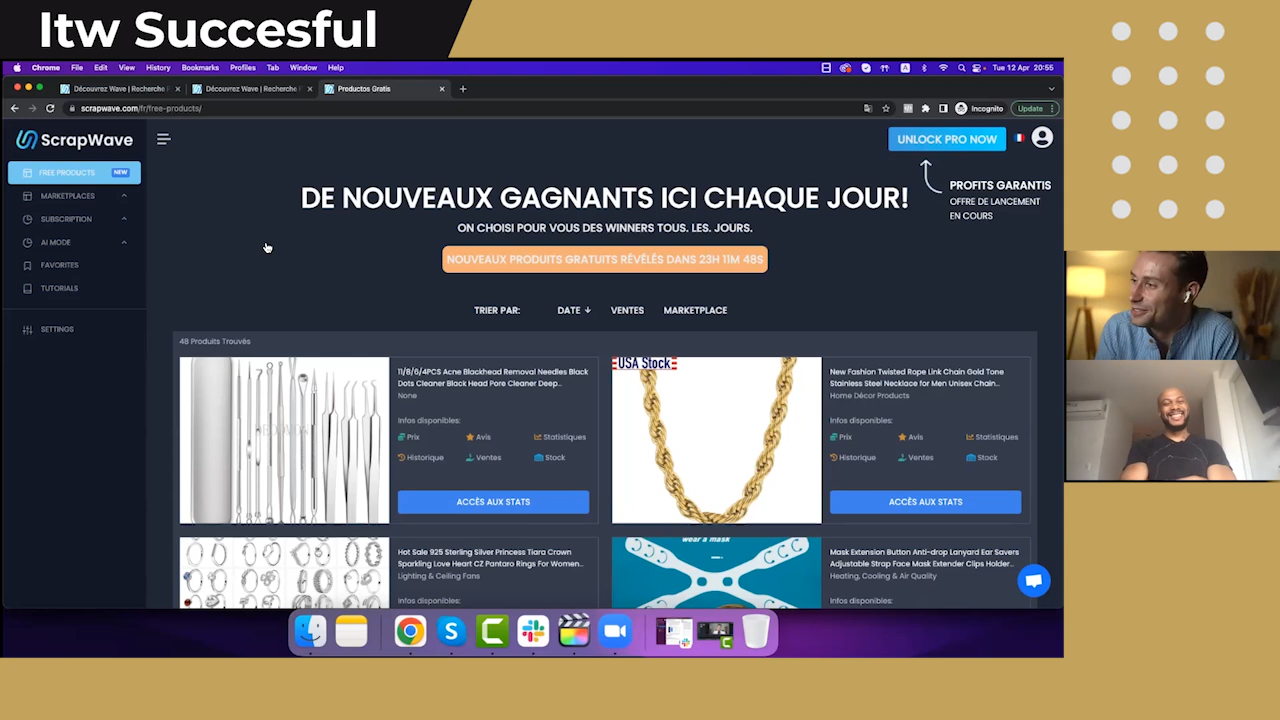 Itw Succesful
Chrome File Edit View History Bookmarks Profiles Tab Window Help
Tue 12 Apr 20:55
Découvrez Wave | Recherche
Découvrez Wave | Recherche
Productos Gratis
scrapwave.com/fr/free-products/
Incognito
Update
ScrapWave
UNLOCK PRO NOW
FREE PRODUCTS NEW
MARKETPLACES
SUBSCRIPTION
AI MODE
FAVORITES
TUTORIALS
SETTINGS
PROFITS GARANTIS
OFFRE DE LANCEMENT
EN COURS
DE NOUVEAUX GAGNANTS ICI CHAQUE JOUR!
ON CHOISI POUR VOUS DES WINNERS TOUS. LES. JOURS.
NOUVEAUX PRODUITS GRATUITS RÉVÉLÉS DANS 23H 11M 48S
TRIER PAR: DATE ↓ VENTES MARKETPLACE
48 Produits Trouvés
11/8/6/4PCS Acne Blackhead Removal Needles Black
Dots Cleaner Black Head Pore Cleaner Deep..
None
Infos disponibles:
Prix Avis Statistiques
Historique Ventes Stock
ACCÈS AUX STATS
USA Stock
New Fashion Twisted Rope Link Chain Gold Tone
Stainless Steel Necklace for Men Unisex Chain...
Home Décor Products
Infos disponibles:
Prix Avis Statistiques
Historique Ventes Stock
ACCÈS AUX STATS
Hot Sale 925 Sterling Silver Princess Tiara Crown
Sparkling Love Heart CZ Pantaro Rings For Women...
Lighting & Ceiling Fans
Infos disponibles:
wear a mask
Mask Extension Button Anti-drop Lanyard Ear Savers
Adjustable Strap Face Mask Extender Clips Holder...
Heating, Cooling & Air Quality
Infos disponibles: